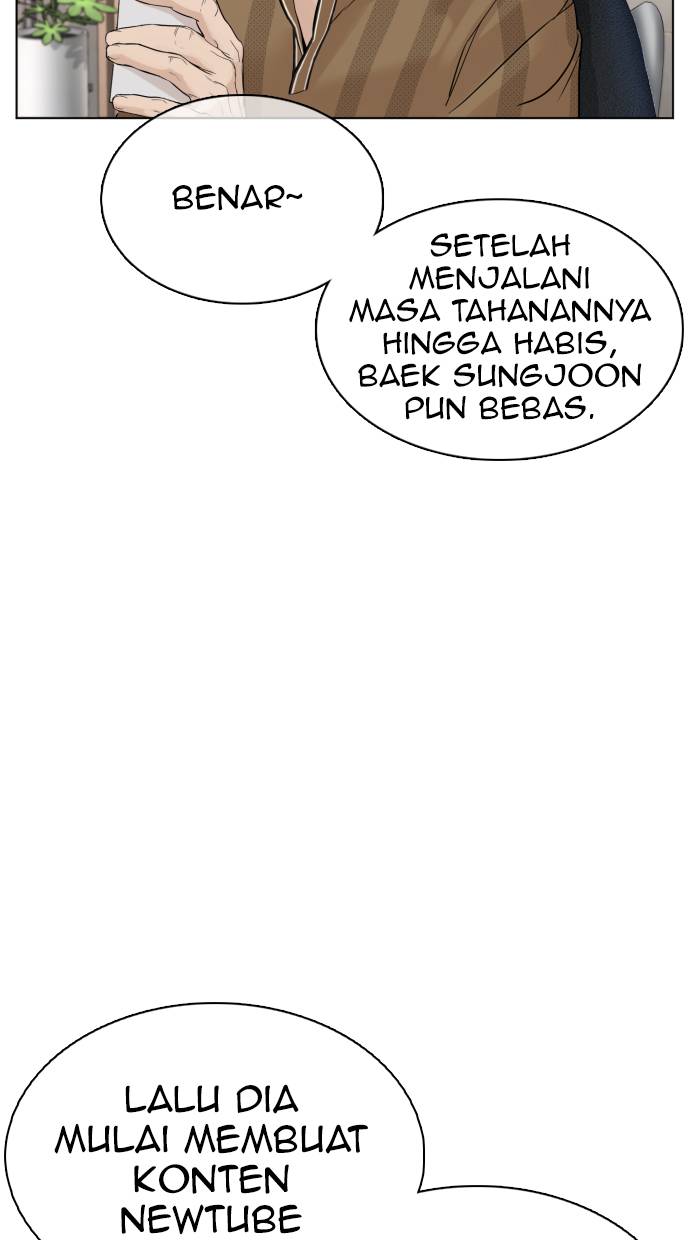 BENAR~
SETELAH
MENJALANI
MASA TAHANANNYA
HINGGA HABIS,
BAEK SUNGJOON
PUN BEBAS.
LALU DIA
MULAI MEMBUAT
KONTEN
NEWTUBE